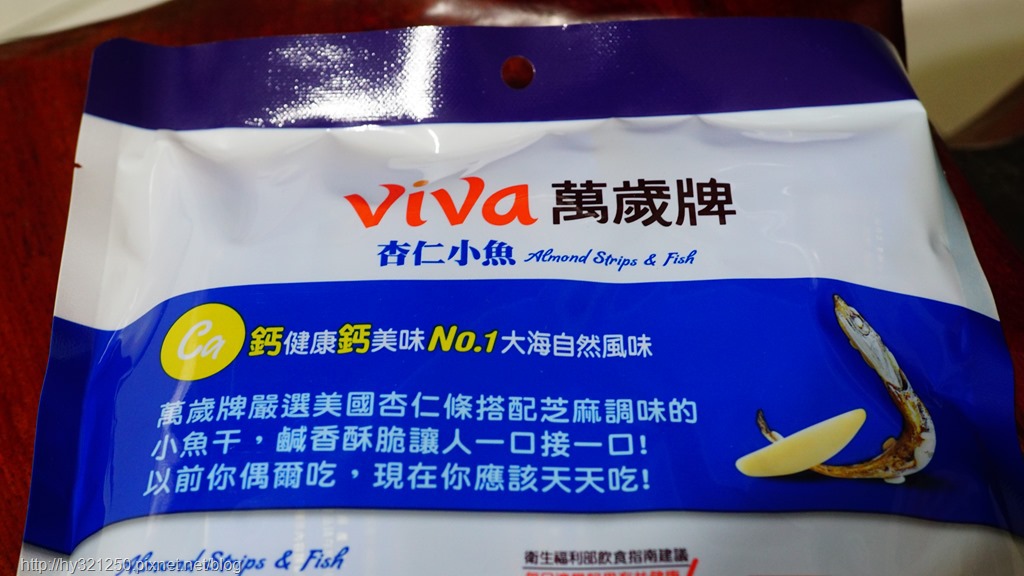 viva 萬歲牌
杏仁小魚 Almond Strips & Fish
Ca 鈣健康鈣美味No.1大海自然風味
萬歲牌嚴選美國杏仁條搭配芝麻調味的
小魚干，鹹香酥脆讓人一口接一口!
以前你偶爾吃，現在你應該天天吃!
Almond Strips & Fish
衛生福利部飲食指南建議
http://hy321250.pixnet.net/blog